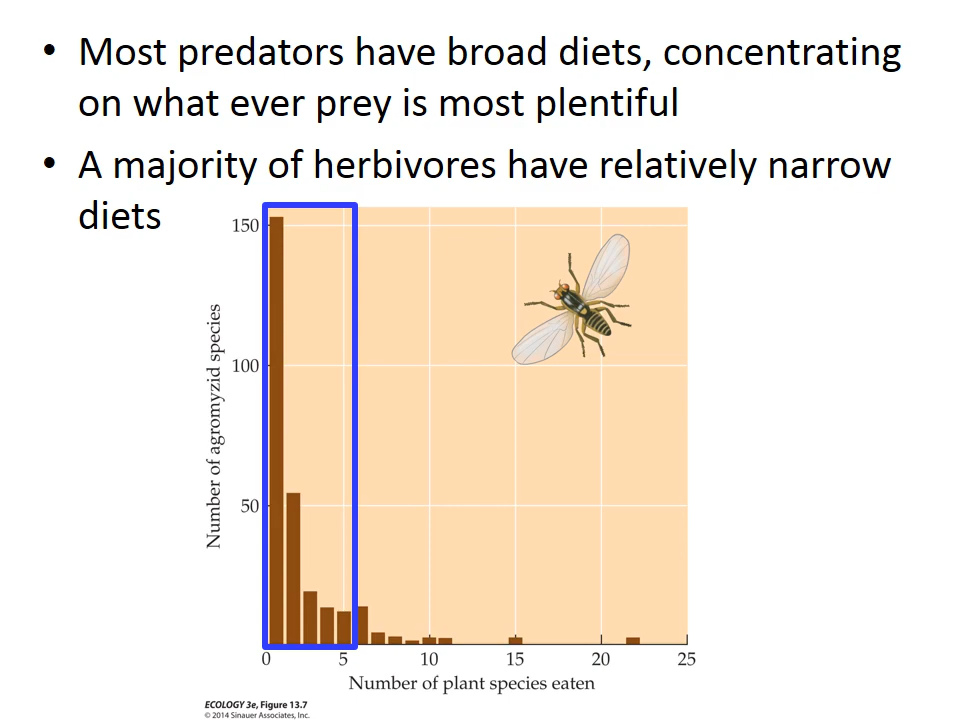 • Most predators have broad diets, concentrating
on what ever prey is most plentiful
• A majority of herbivores have relatively narrow
diets
150
100
50
Number of agromyzid species
0 5 10 15 20 25
Number of plant species eaten
ECOLOGY 3e, Figure 13.7
© 2014 Sinauer Associates, Inc.